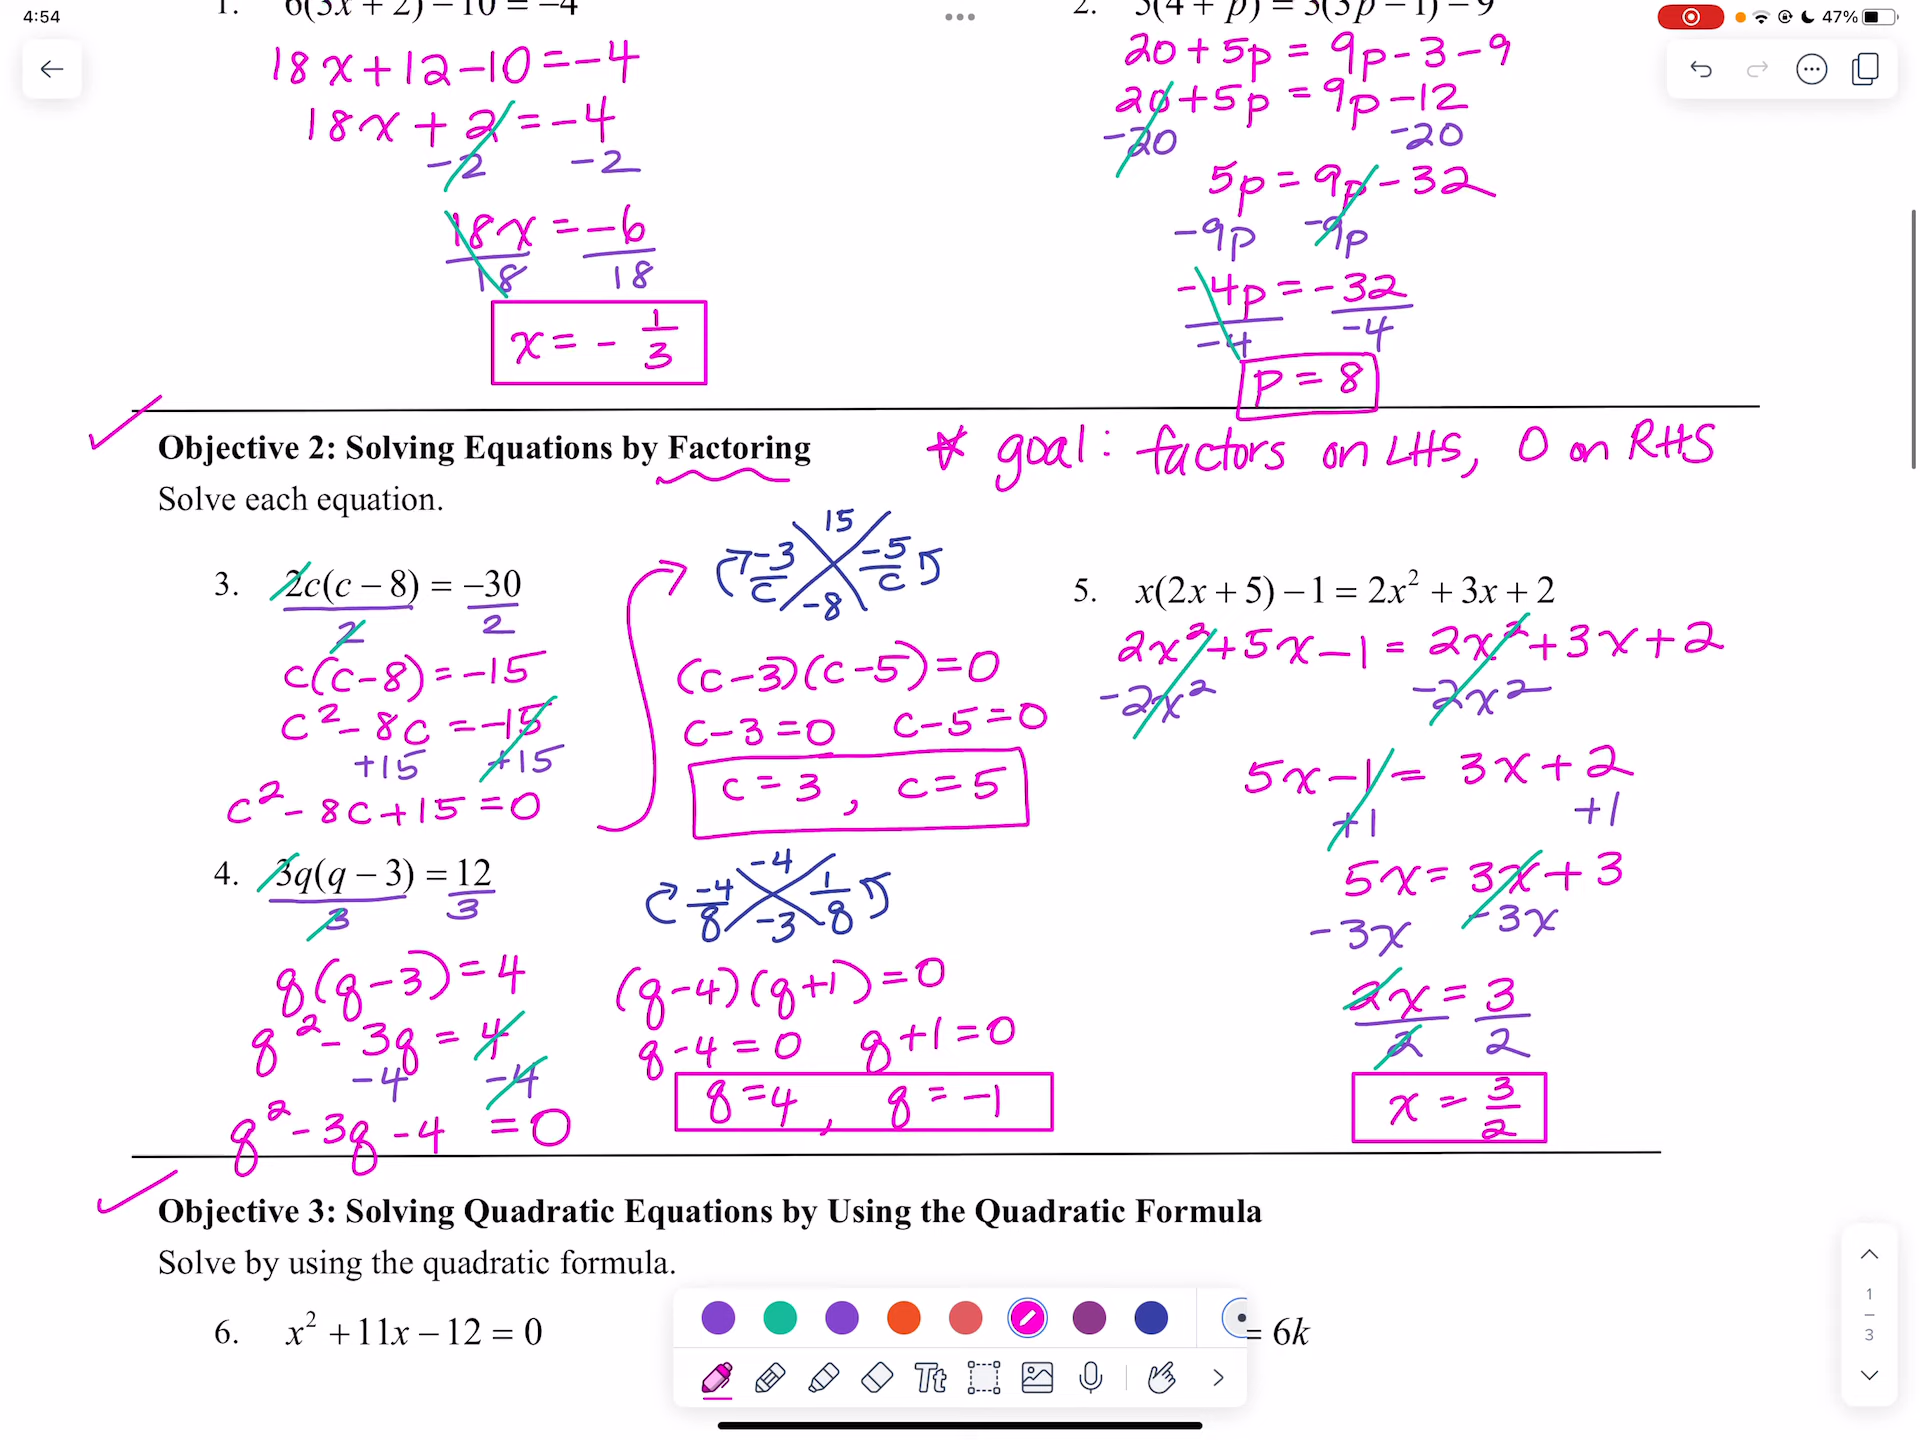 4:54
47%
1. 6(3x + 2) − 10 = −4
18x+12-10=-4
18x+2=-4
-2 -2
18x=-6
18 18
x=-1/3
2. 5(4 + p) = 3(3p − 1) − 9
20+5p=9p-3-9
20+5p=9p-12
-20 -20
5p=9p-32
-9p -9p
-4p=-32
-4 -4
p=8
Objective 2: Solving Equations by Factoring
* goal: factors on LHS, 0 on RHS
Solve each equation.
3. 2c(c − 8) = −30
2 2
c(c-8)=-15
c²-8c=-15
+15 +15
c²-8c+15=0
15
-3/c -5/c
-8
(c-3)(c-5)=0
c-3=0 c-5=0
c=3, c=5
4. 3q(q − 3) = 12
3 3
q(q-3)=4
q²-3q=4
-4 -4
q²-3q-4=0
-4
-4/q 1/q
-3
(q-4)(q+1)=0
q-4=0 q+1=0
q=4, q=-1
5. x(2x + 5) − 1 = 2x² + 3x + 2
2x²+5x-1=2x²+3x+2
-2x² -2x²
5x-1=3x+2
+1 +1
5x=3x+3
-3x -3x
2x=3
2 2
x=3/2
Objective 3: Solving Quadratic Equations by Using the Quadratic Formula
Solve by using the quadratic formula.
6. x² + 11x − 12 = 0
= 6k
Tt
1
3